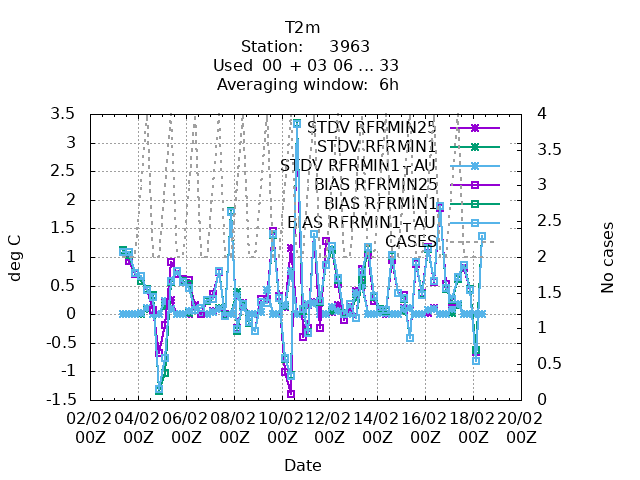 T2m
Station:     3963
Used  00  + 03 06 ... 33
Averaging window:  6h
3.5
3
2.5
2
1.5
1
0.5
0
-0.5
-1
-1.5
deg C
4
3.5
3
2.5
2
1.5
1
0.5
0
No cases
STDV RFRMIN25
STDV RFRMIN1
STDV RFRMIN1_AU
BIAS RFRMIN25
BIAS RFRMIN1
BIAS RFRMIN1_AU
CASES
02/02 04/02 06/02 08/02 10/02 12/02 14/02 16/02 18/02 20/02
00Z 00Z 00Z 00Z 00Z 00Z 00Z 00Z 00Z 00Z
Date